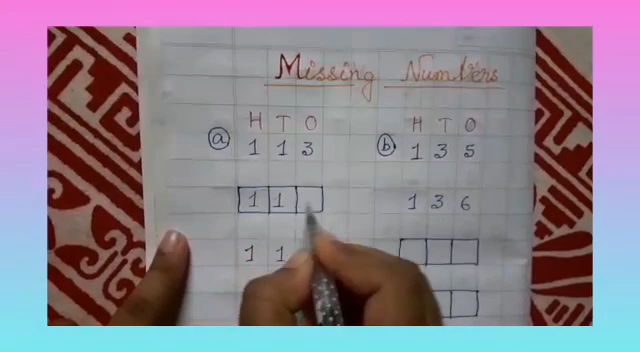 Missing Numbers
H T O H T O
a 1 1 3 b 1 3 5
1 1 1 3 6
1 1